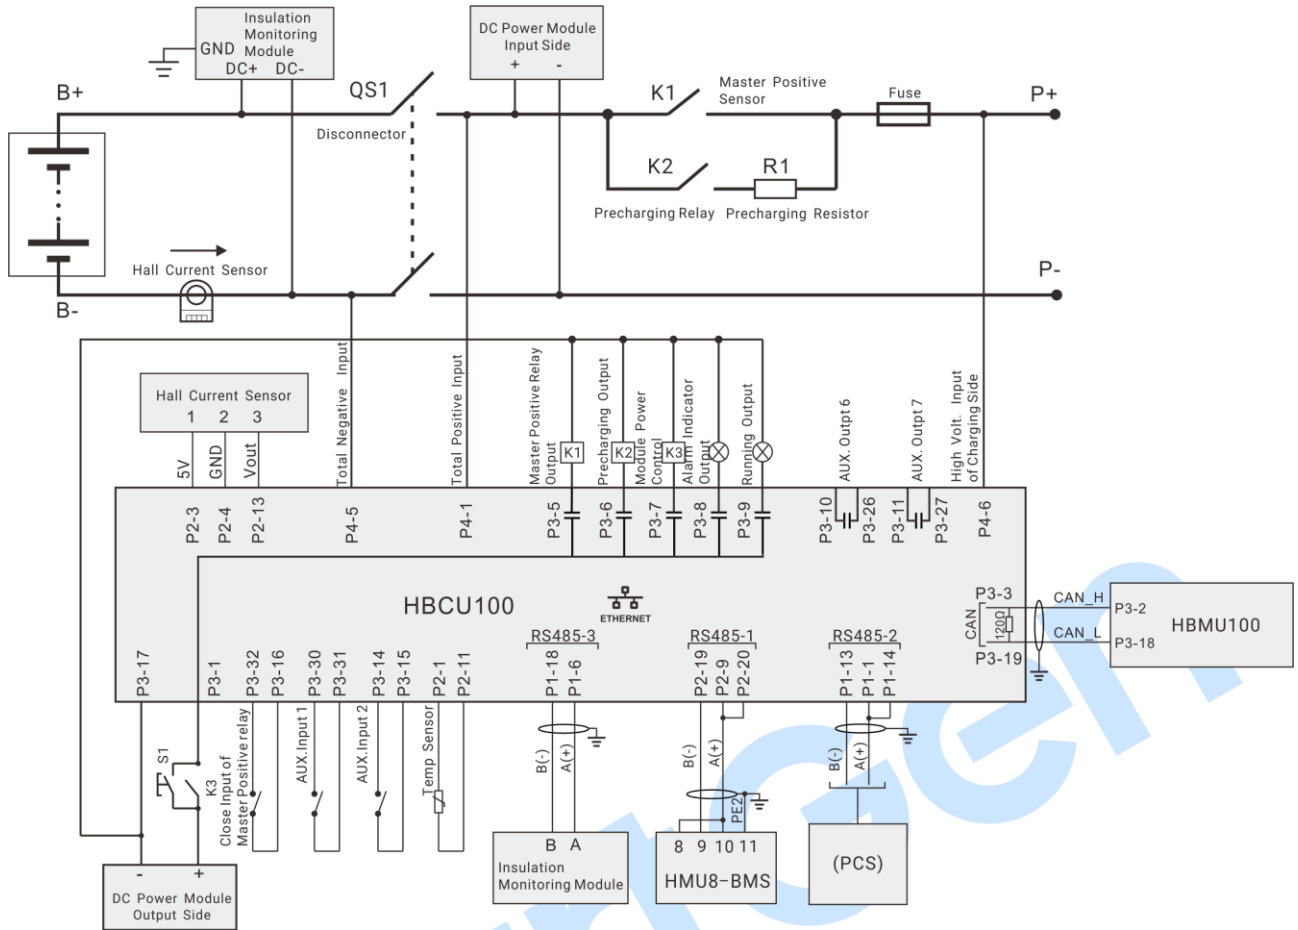 Insulation
Monitoring
Module
GND
DC+ DC-
DC Power Module
Input Side
+ -
B+
QS1
Disconnector
K1
Master Positive
Sensor
Fuse
P+
K2
R1
Precharging Relay
Precharging Resistor
Hall Current Sensor
B-
P-
Hall Current Sensor
1 2 3
5V
GND
Vout
Total Negative Input
Total Positive Input
Master Positive Relay
Output
Precharging Output
Module Power
Control
Alarm Indicator
Output
Running Output
K1
K2
K3
AUX. Outpt 6
AUX. Outpt 7
High Volt. Input
of Charging Side
P2-3
P2-4
P2-13
P4-5
P4-1
P3-5
P3-6
P3-7
P3-8
P3-9
P3-10
P3-26
P3-11
P3-27
P4-6
HBCU100
ETHERNET
RS485-3
RS485-1
RS485-2
P3-3
CAN
120Ω
P3-19
CAN_H
CAN_L
P3-2
P3-18
HBMU100
P3-17
P3-1
P3-32
P3-16
P3-30
P3-31
P3-14
P3-15
P2-1
P2-11
P1-18
P1-6
P2-19
P2-9
P2-20
P1-13
P1-1
P1-14
S1
K3
Close Input of
Master Positive relay
AUX.Input 1
AUX.Input 2
Temp Sensor
B(-)
A(+)
B(-)
A(+)
PE2
B(-)
A(+)
- +
DC Power Module
Output Side
B A
Insulation
Monitoring Module
8 9 10 11
HMU8-BMS
(PCS)